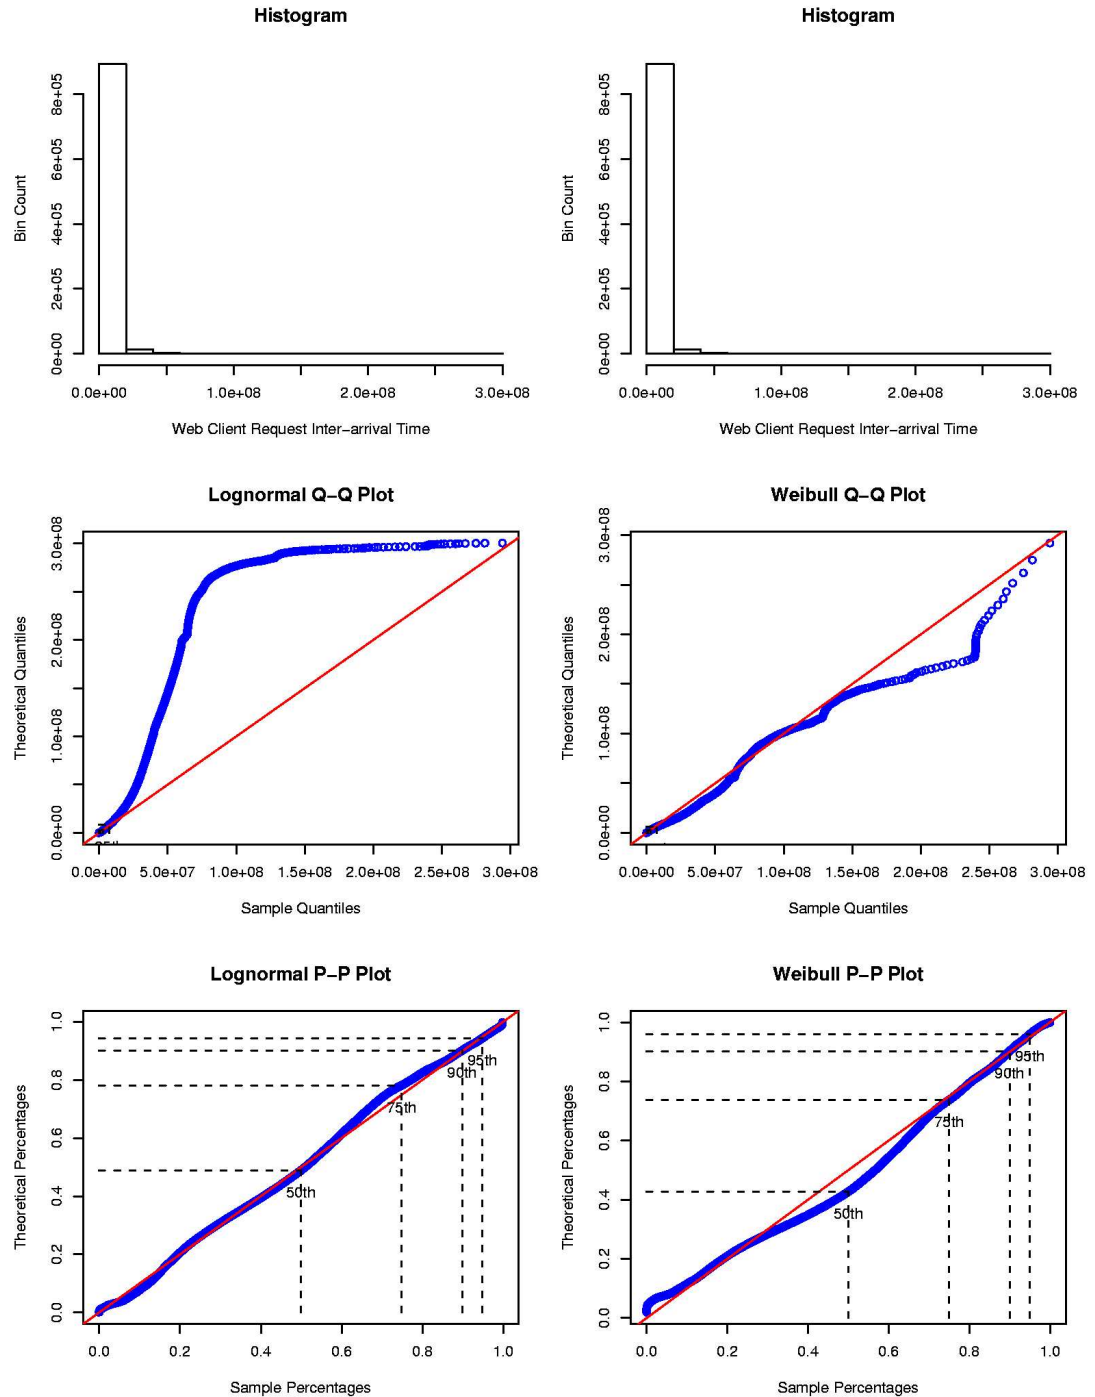 Histogram
Bin Count
0e+00 2e+05 4e+05 6e+05 8e+05
0.0e+00 1.0e+08 2.0e+08 3.0e+08
Web Client Request Inter−arrival Time
Histogram
Bin Count
0e+00 2e+05 4e+05 6e+05 8e+05
0.0e+00 1.0e+08 2.0e+08 3.0e+08
Web Client Request Inter−arrival Time
Lognormal Q−Q Plot
Theoretical Quantiles
0.0e+00 1.0e+08 2.0e+08 3.0e+08
0.0e+00 5.0e+07 1.0e+08 1.5e+08 2.0e+08 2.5e+08 3.0e+08
Sample Quantiles
Weibull Q−Q Plot
Theoretical Quantiles
0.0e+00 1.0e+08 2.0e+08 3.0e+08
0.0e+00 5.0e+07 1.0e+08 1.5e+08 2.0e+08 2.5e+08 3.0e+08
Sample Quantiles
Lognormal P−P Plot
Theoretical Percentages
0.0 0.2 0.4 0.6 0.8 1.0
95th
90th
75th
50th
0.0 0.2 0.4 0.6 0.8 1.0
Sample Percentages
Weibull P−P Plot
Theoretical Percentages
0.0 0.2 0.4 0.6 0.8 1.0
95th
90th
75th
50th
0.0 0.2 0.4 0.6 0.8 1.0
Sample Percentages